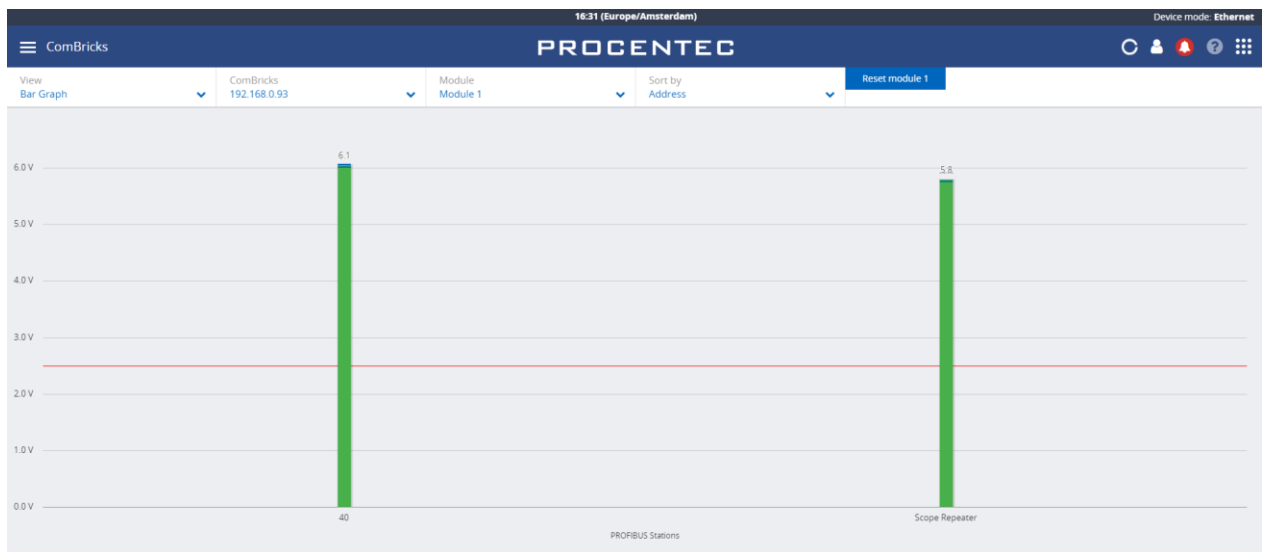 16:31 (Europe/Amsterdam)
Device mode: Ethernet
ComBricks
PROCENTEC
View
Bar Graph
ComBricks
192.168.0.93
Module
Module 1
Sort by
Address
Reset module 1
6.0 V
5.0 V
4.0 V
3.0 V
2.0 V
1.0 V
0.0 V
6.1
5.8
40
Scope Repeater
PROFIBUS Stations